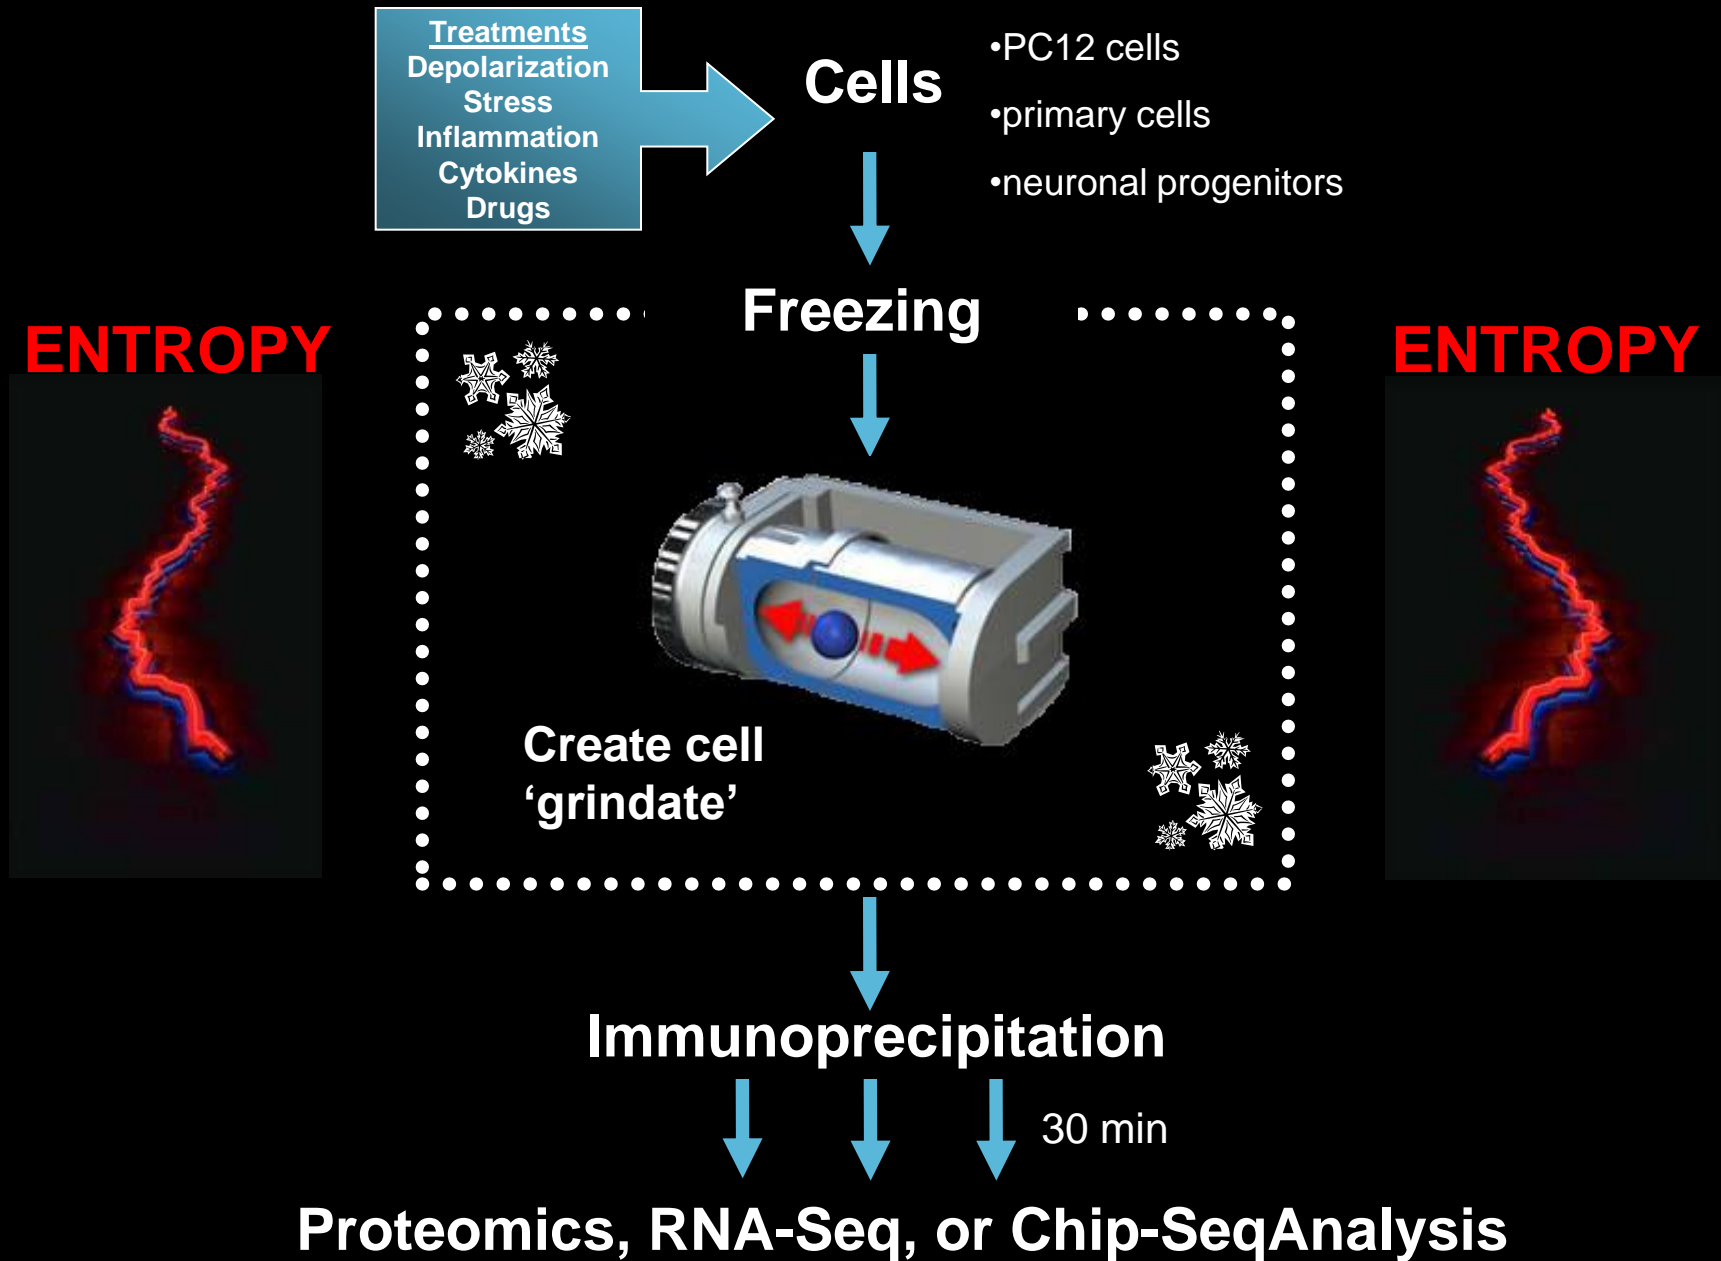 Treatments
Depolarization
Stress
Inflammation
Cytokines
Drugs
Cells
•PC12 cells
•primary cells
•neuronal progenitors
Freezing
ENTROPY
ENTROPY
Create cell
‘grindate’
Immunoprecipitation
30 min
Proteomics, RNA-Seq, or Chip-SeqAnalysis